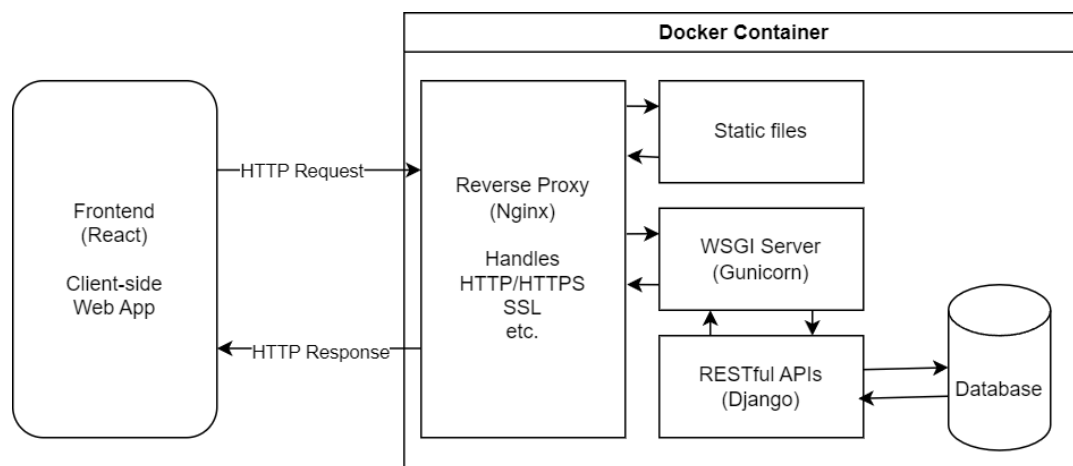 Docker Container
Frontend
(React)
Client-side
Web App
HTTP Request
HTTP Response
Reverse Proxy
(Nginx)
Handles
HTTP/HTTPS
SSL
etc.
Static files
WSGI Server
(Gunicorn)
RESTful APIs
(Django)
Database